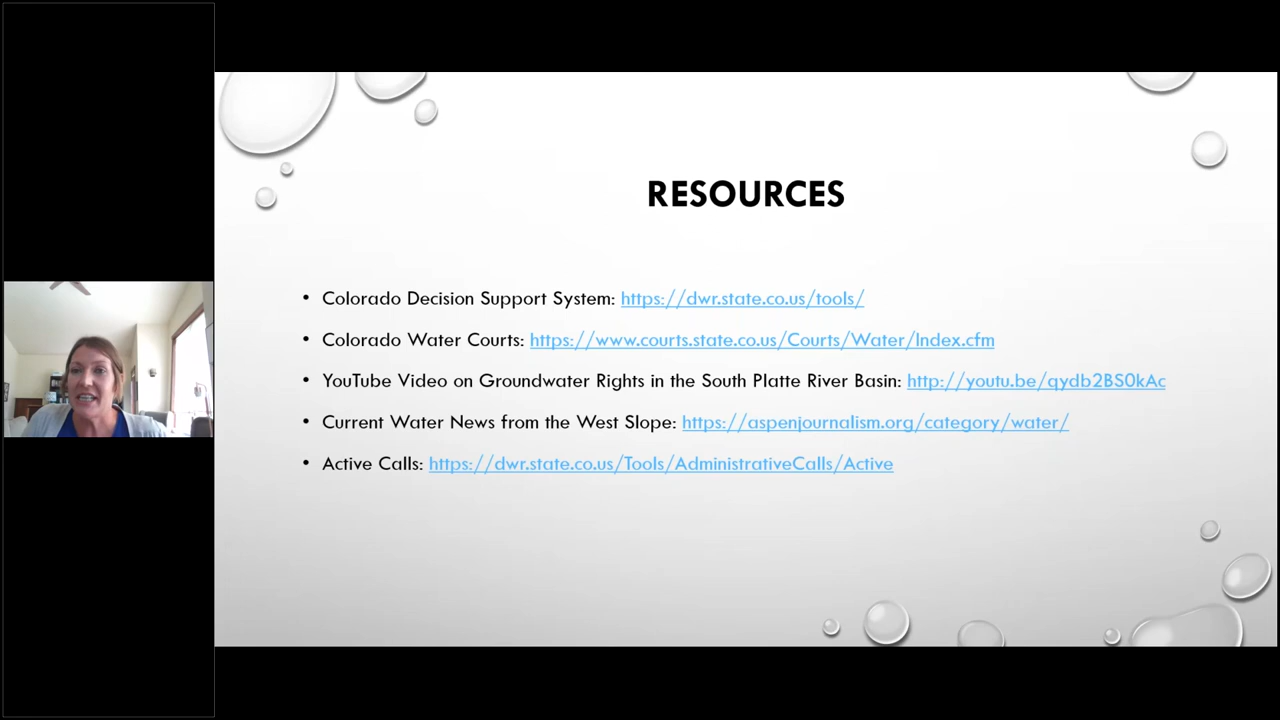 RESOURCES
• Colorado Decision Support System: https://dwr.state.co.us/tools/
• Colorado Water Courts: https://www.courts.state.co.us/Courts/Water/Index.cfm
• YouTube Video on Groundwater Rights in the South Platte River Basin: http://youtu.be/qydb2BS0kAc
• Current Water News from the West Slope: https://aspenjournalism.org/category/water/
• Active Calls: https://dwr.state.co.us/Tools/AdministrativeCalls/Active